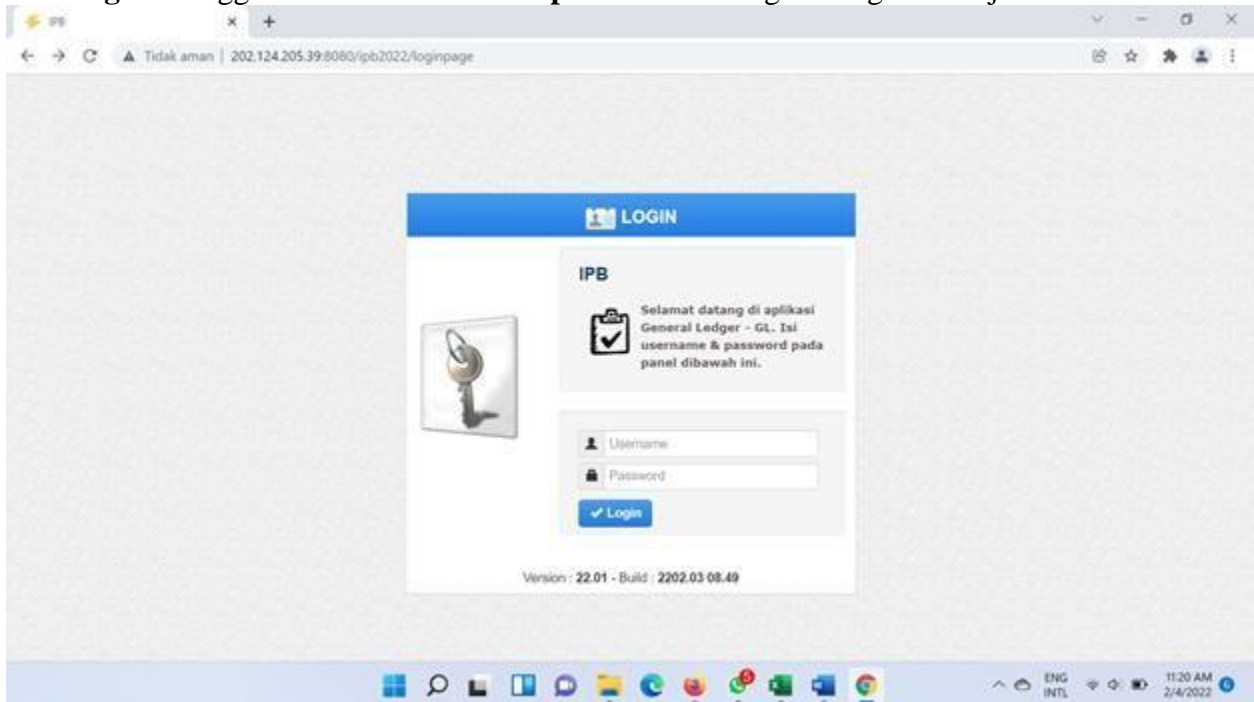 IPB
Tidak aman | 202.124.205.39:8080/ipb2022/loginpage
LOGIN
IPB
Selamat datang di aplikasi
General Ledger - GL. Isi
username & password pada
panel dibawah ini.
Username
Password
Login
Version : 22.01 - Build : 2202.03 08.49
ENG
INTL
11:20 AM
2/4/2022